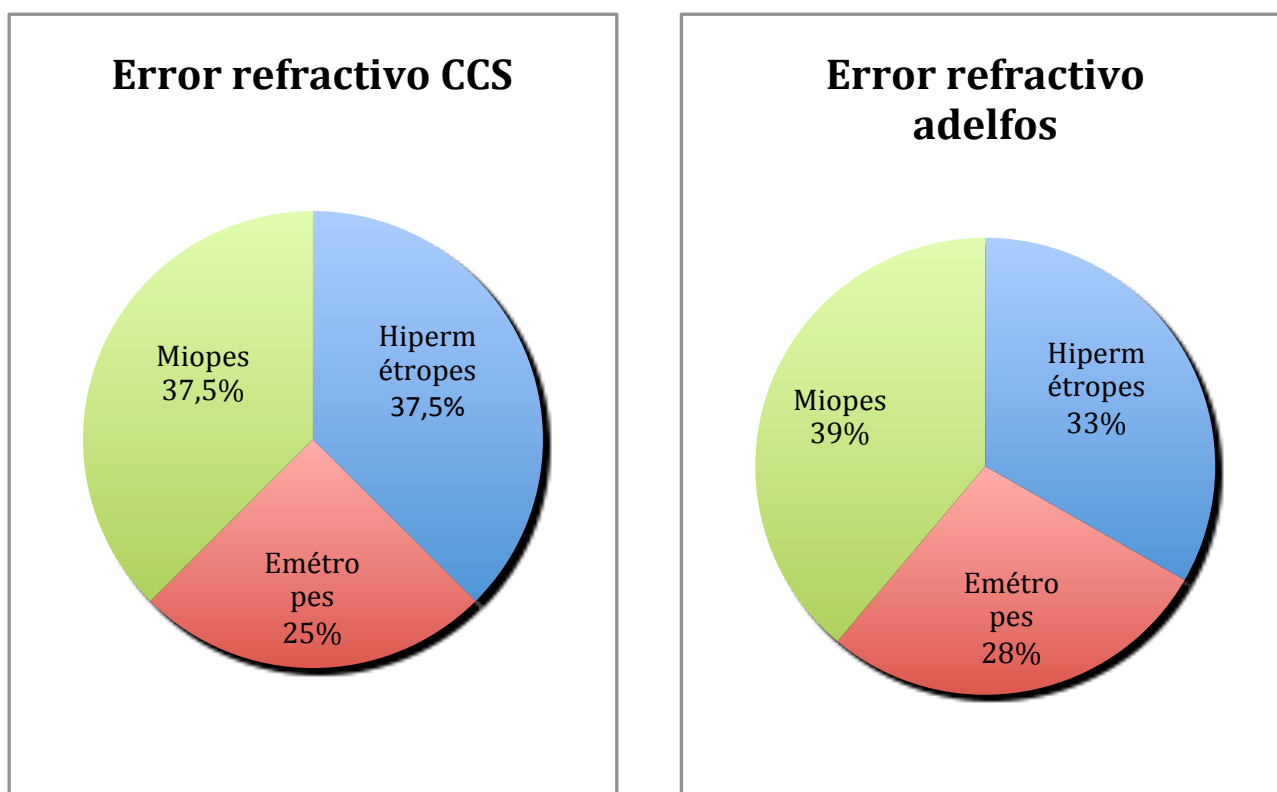 Error refractivo CCS
Miopes
37,5%
Hiperm
étropes
37,5%
Emétro
pes
25%
Error refractivo
adelfos
Miopes
39%
Hiperm
étropes
33%
Emétro
pes
28%